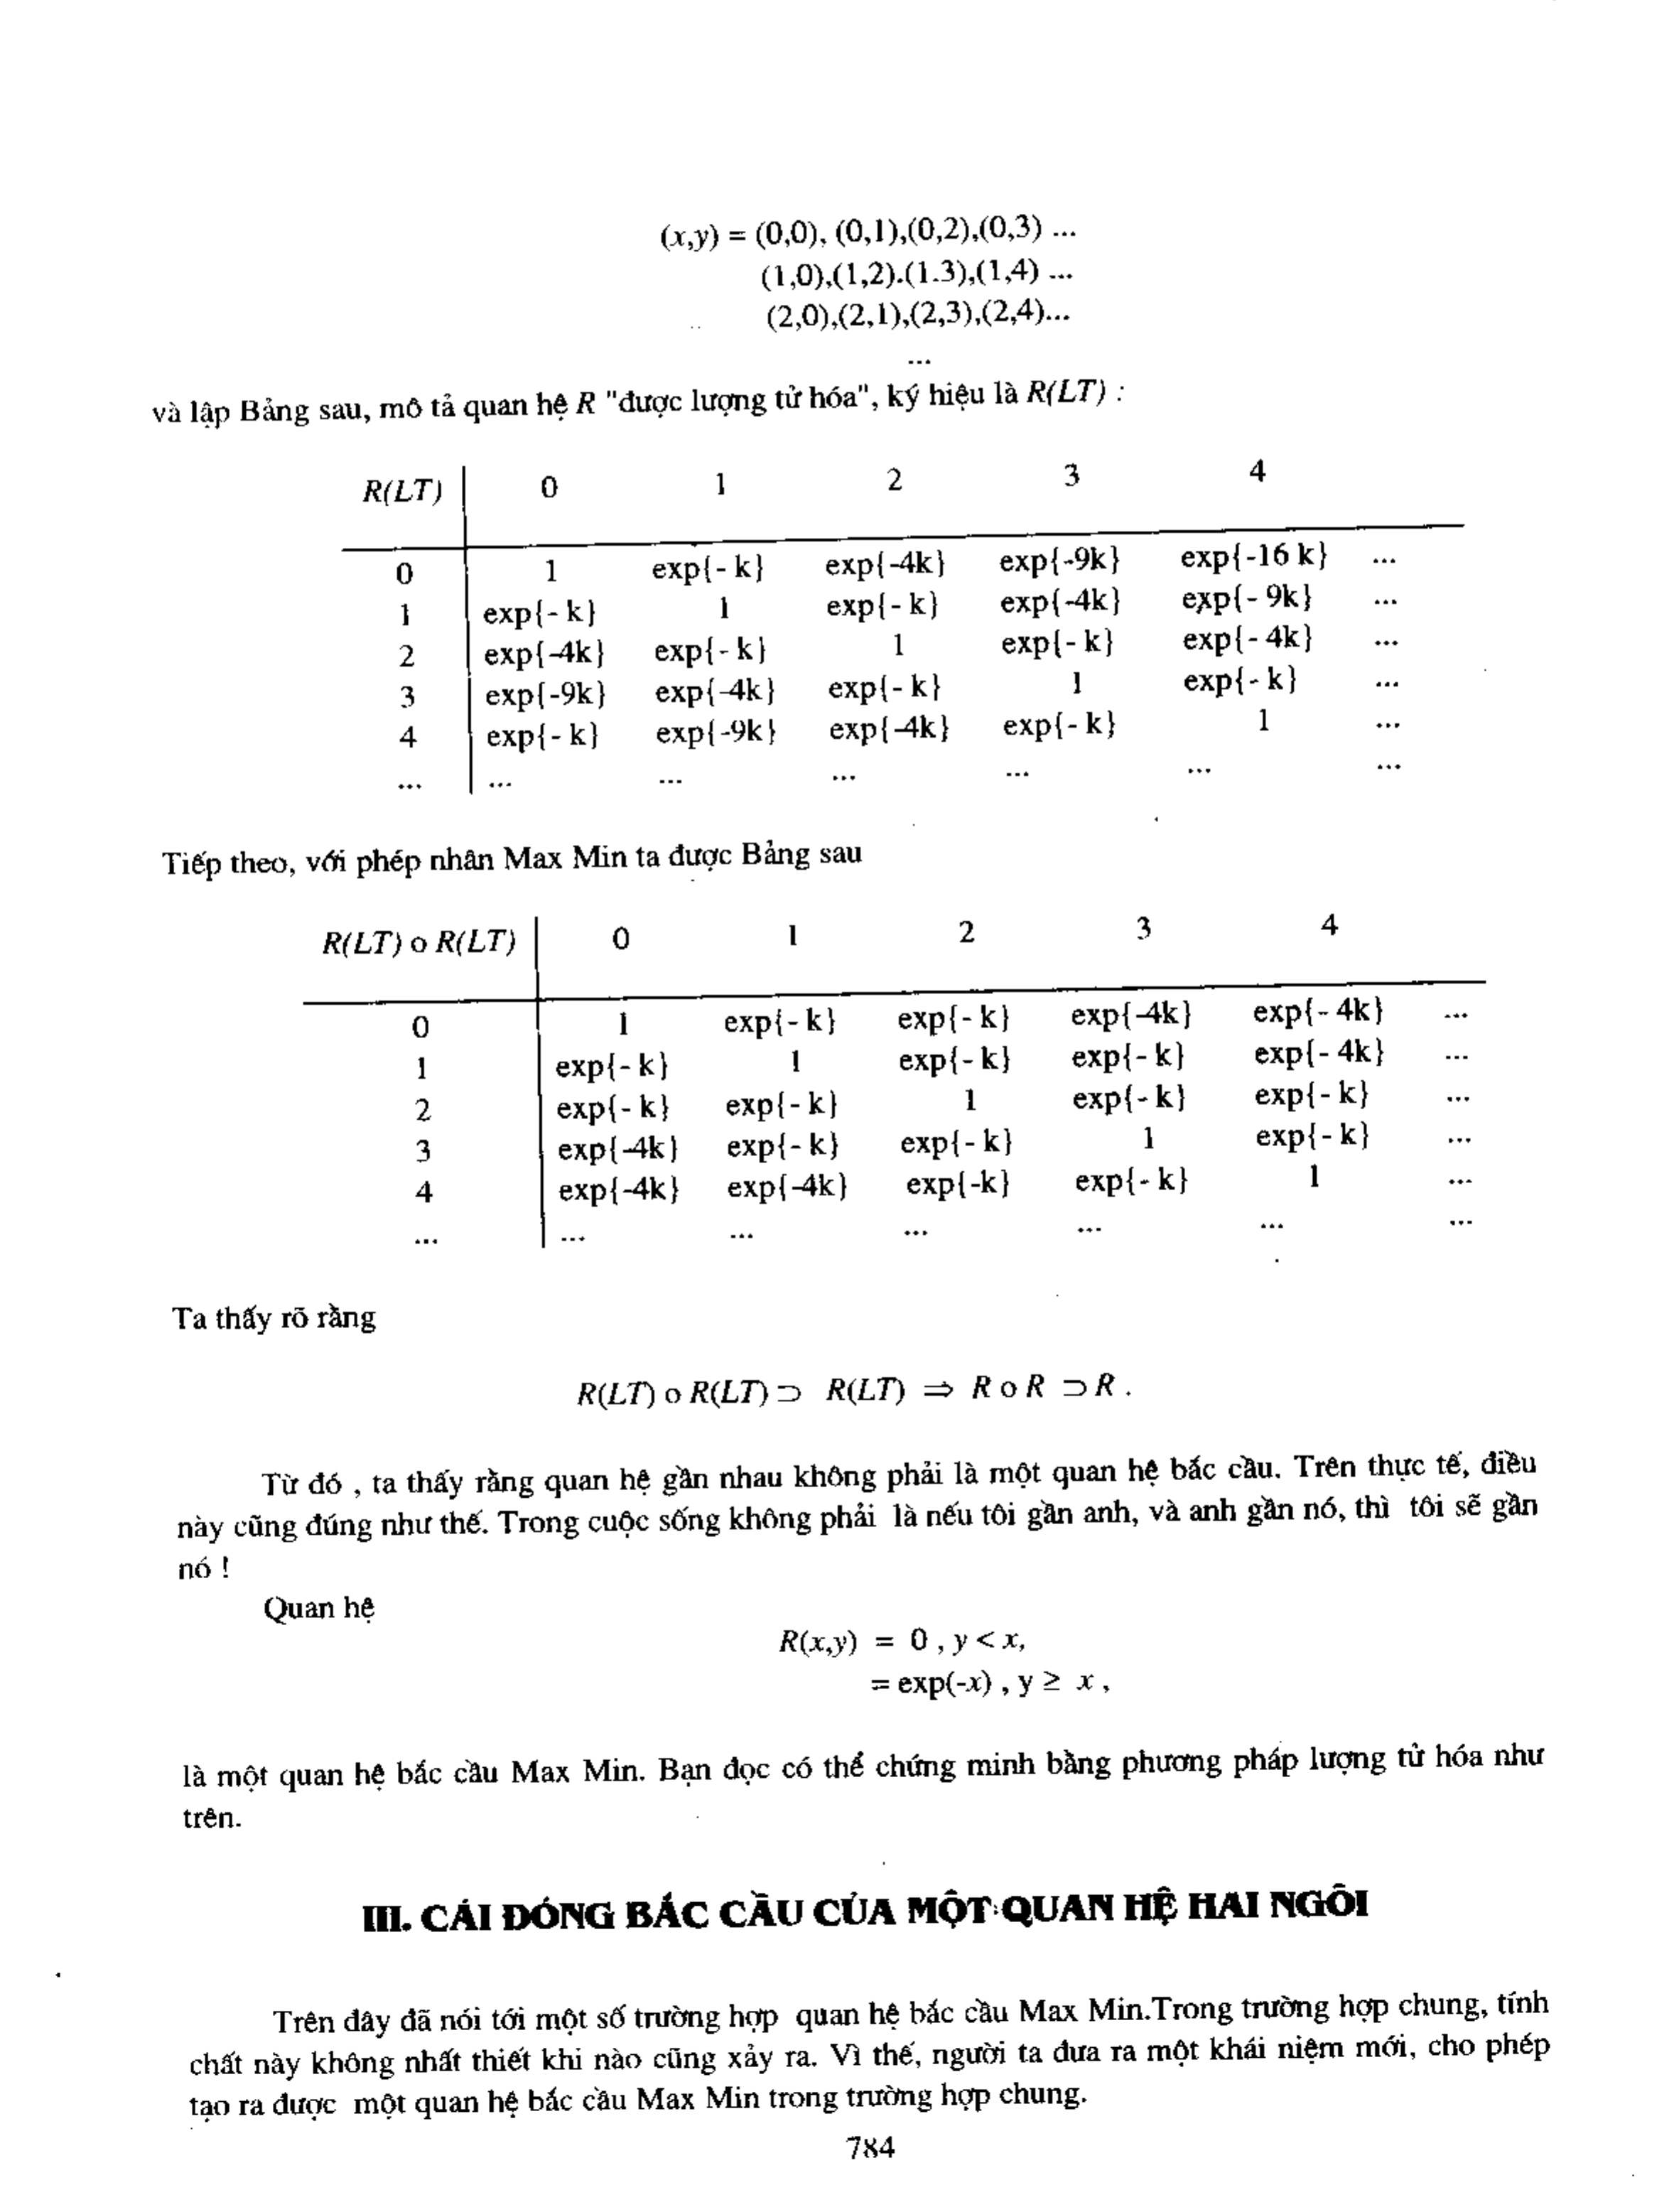 (x,y) = (0,0), (0,1),(0,2),(0,3) ...
(1,0),(1,2).(1.3),(1,4) ...
(2,0),(2,1),(2,3),(2,4)...
...
và lập Bảng sau, mô tả quan hệ R "được lượng tử hóa", ký hiệu là R(LT) :
R(LT) 0 1 2 3 4
0 1 exp{- k} exp{-4k} exp{-9k} exp{-16 k} ...
1 exp{- k} 1 exp{- k} exp{-4k} exp{- 9k} ...
2 exp{-4k} exp{- k} 1 exp{- k} exp{- 4k} ...
3 exp{-9k} exp{-4k} exp{- k} 1 exp{- k} ...
4 exp{- k} exp{-9k} exp{-4k} exp{- k} 1 ...
... ... ... ... ... ... ...
Tiếp theo, với phép nhân Max Min ta được Bảng sau
R(LT) o R(LT) 0 1 2 3 4
0 1 exp{- k} exp{- k} exp{-4k} exp{- 4k} ...
1 exp{- k} 1 exp{- k} exp{- k} exp{- 4k} ...
2 exp{- k} exp{- k} 1 exp{- k} exp{- k} ...
3 exp{-4k} exp{- k} exp{- k} 1 exp{- k} ...
4 exp{-4k} exp{-4k} exp{-k} exp{- k} 1 ...
... ... ... ... ... ... ...
Ta thấy rõ rằng
R(LT) o R(LT) ⊃ R(LT) ⇒ R o R ⊃ R .
Từ đó , ta thấy rằng quan hệ gần nhau không phải là một quan hệ bắc cầu. Trên thực tế, điều
này cũng đúng như thế. Trong cuộc sống không phải là nếu tôi gần anh, và anh gần nó, thì tôi sẽ gần
nó !
Quan hệ
R(x,y) = 0 , y < x,
= exp(-x) , y ≥ x ,
là một quan hệ bắc cầu Max Min. Bạn đọc có thể chứng minh bằng phương pháp lượng tử hóa như
trên.
III. CÁI ĐÓNG BẮC CẦU CỦA MỘT QUAN HỆ HAI NGÔI
Trên đây đã nói tới một số trường hợp quan hệ bắc cầu Max Min.Trong trường hợp chung, tính
chất này không nhất thiết khi nào cũng xảy ra. Vì thế, người ta đưa ra một khái niệm mới, cho phép
tạo ra được một quan hệ bắc cầu Max Min trong trường hợp chung.
784